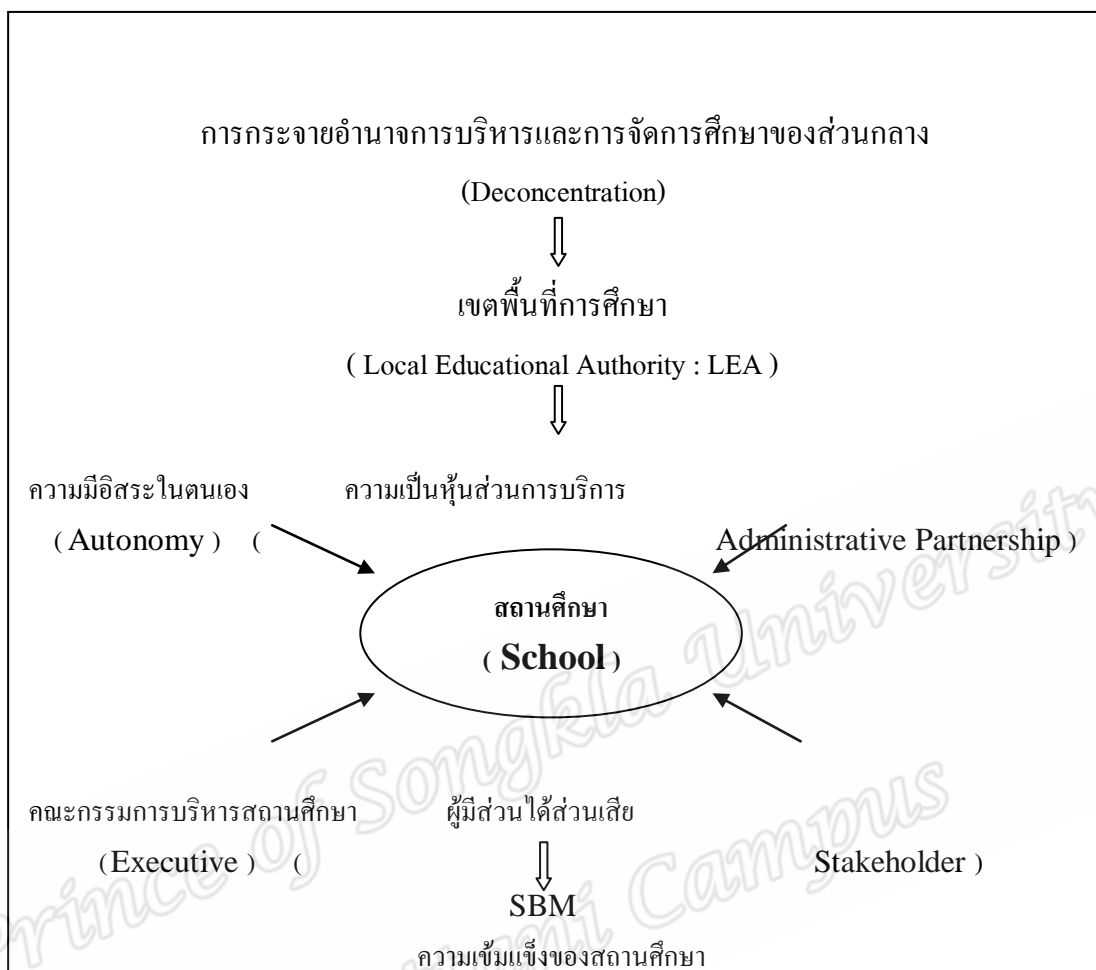 การกระจายอำนาจการบริหารและการจัดการศึกษาของส่วนกลาง
(Deconcentration)
เขตพื้นที่การศึกษา
( Local Educational Authority : LEA )
ความมีอิสระในตนเอง ความเป็นหุ้นส่วนการบริการ
( Autonomy ) ( Administrative Partnership )
สถานศึกษา
( School )
คณะกรรมการบริหารสถานศึกษา ผู้มีส่วนได้ส่วนเสีย
(Executive ) ( Stakeholder )
SBM
ความเข้มแข็งของสถานศึกษา
Prince of Songkla University
Pattani Campus